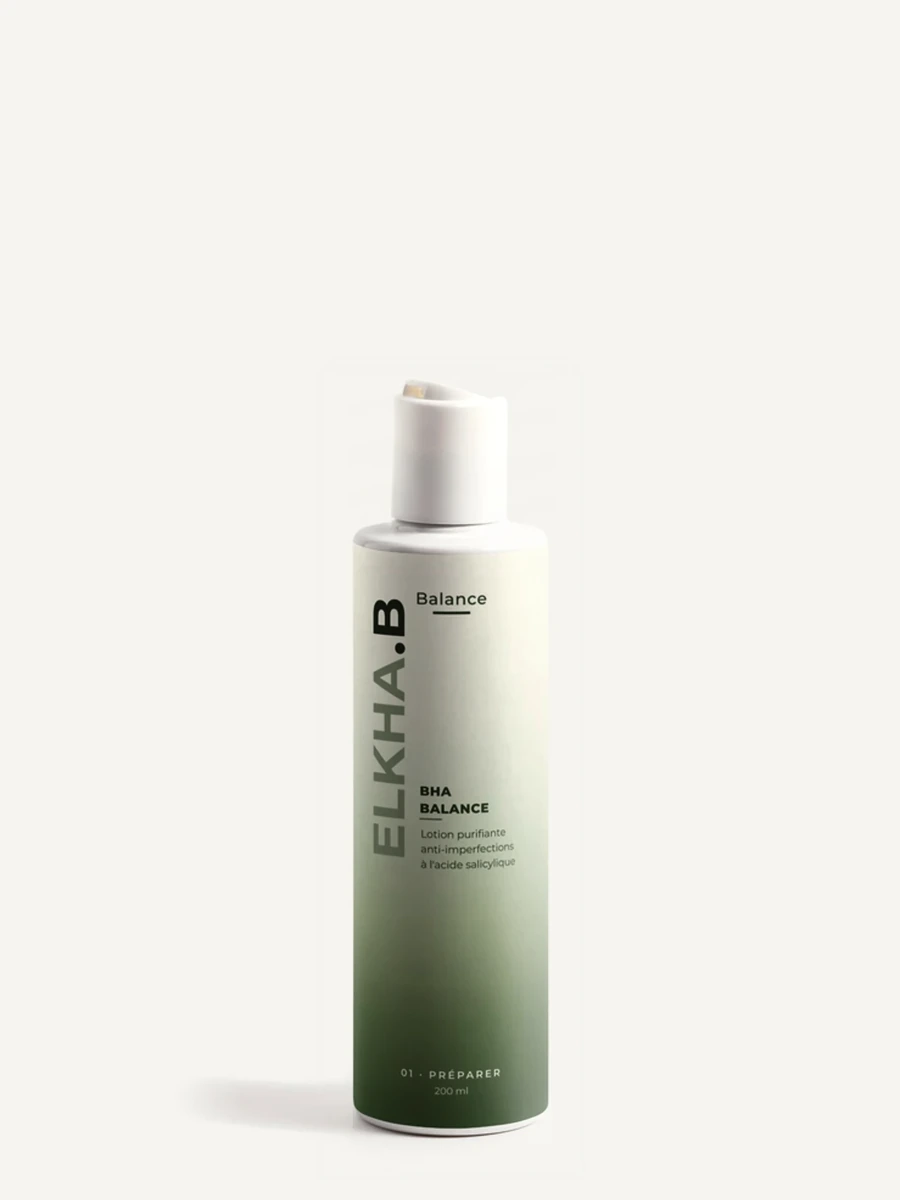 Balance
ELKHA.B
BHA
BALANCE
Lotion purifiante
anti-imperfections
à l'acide salicylique
01 - PRÉPARER
200 ml